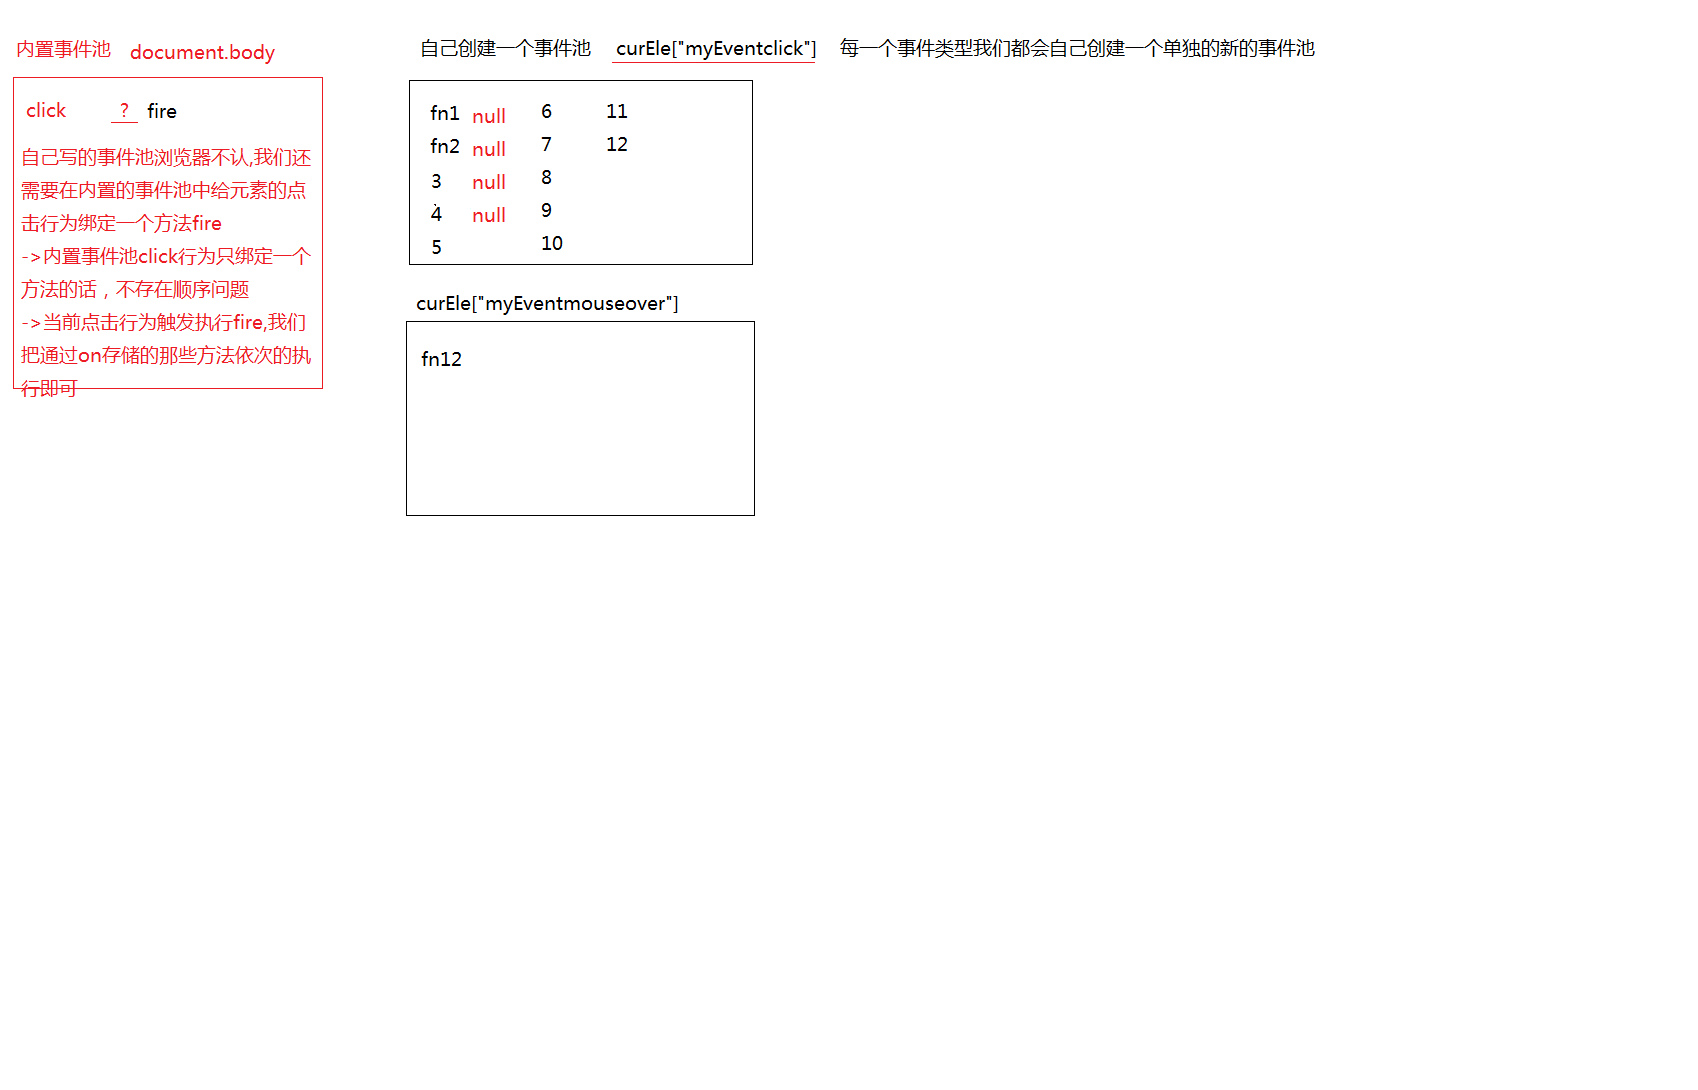 内置事件池 document.body
click ? fire
自己写的事件池浏览器不认,我们还
需要在内置的事件池中给元素的点
击行为绑定一个方法fire
->内置事件池click行为只绑定一个
方法的话，不存在顺序问题
->当前点击行为触发执行fire,我们
把通过on存储的那些方法依次的执
行即可
自己创建一个事件池 curEle["myEventclick"] 每一个事件类型我们都会自己创建一个单独的新的事件池
fn1 null 6 11
fn2 null 7 12
3 null 8
4 null 9
5 10
curEle["myEventmouseover"]
fn12